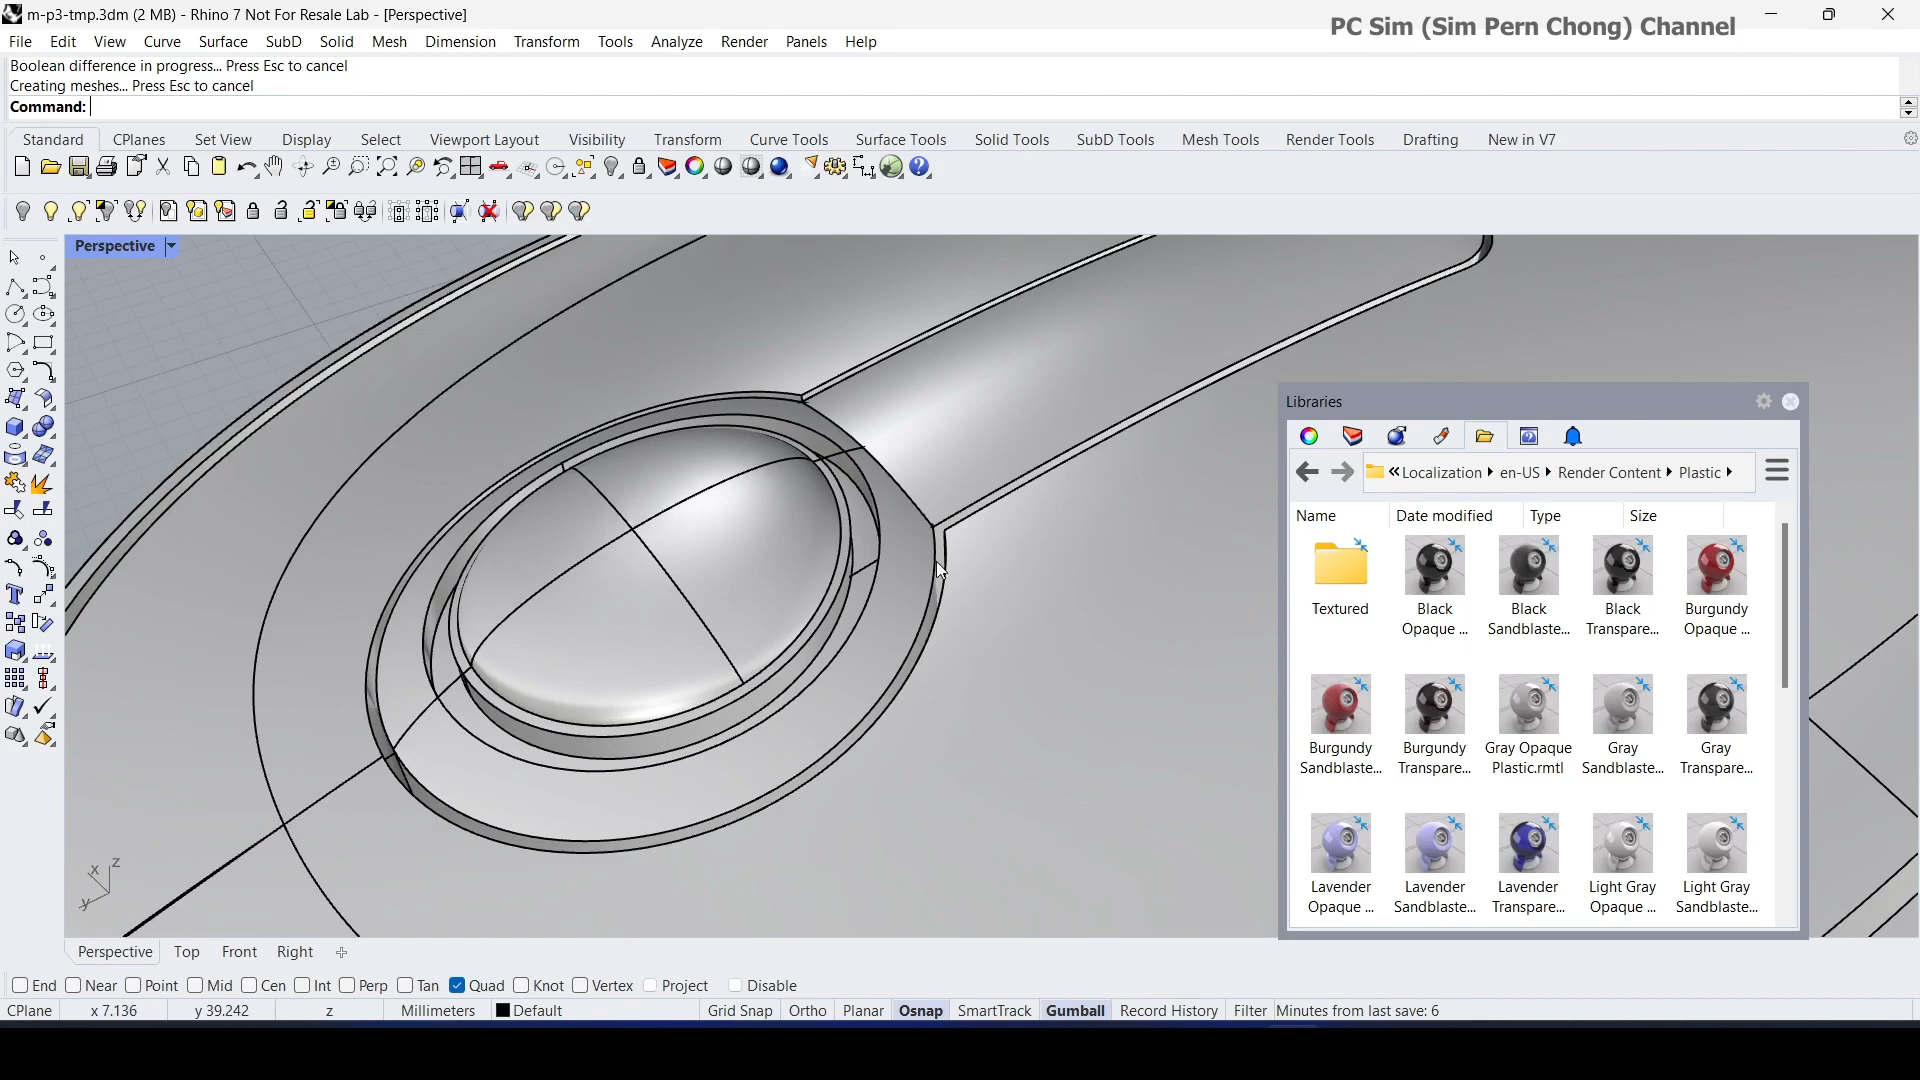 m-p3-tmp.3dm (2 MB) - Rhino 7 Not For Resale Lab - [Perspective]
PC Sim (Sim Pern Chong) Channel
File Edit View Curve Surface SubD Solid Mesh Dimension Transform Tools Analyze Render Panels Help
Boolean difference in progress... Press Esc to cancel
Creating meshes... Press Esc to cancel
Command:
Standard CPlanes Set View Display Select Viewport Layout Visibility Transform Curve Tools Surface Tools Solid Tools SubD Tools Mesh Tools Render Tools Drafting New in V7
Perspective
Libraries
« Localization en-US Render Content Plastic
Name Date modified Type Size
Textured Black Opaque ... Black Sandblaste... Black Transpare... Burgundy Opaque ...
Burgundy Sandblaste... Burgundy Transpare... Gray Opaque Plastic.rmtl Gray Sandblaste... Gray Transpare...
Lavender Opaque ... Lavender Sandblaste... Lavender Transpare... Light Gray Opaque ... Light Gray Sandblaste...
x z
y
Perspective Top Front Right
End Near Point Mid Cen Int Perp Tan Quad Knot Vertex Project Disable
CPlane x 7.136 y 39.242 z Millimeters Default Grid Snap Ortho Planar Osnap SmartTrack Gumball Record History Filter Minutes from last save: 6